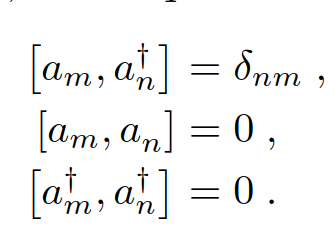 [a_m, a_n^†] = δ_{nm} ,
[a_m, a_n] = 0 ,
[a_m^†, a_n^†] = 0 .